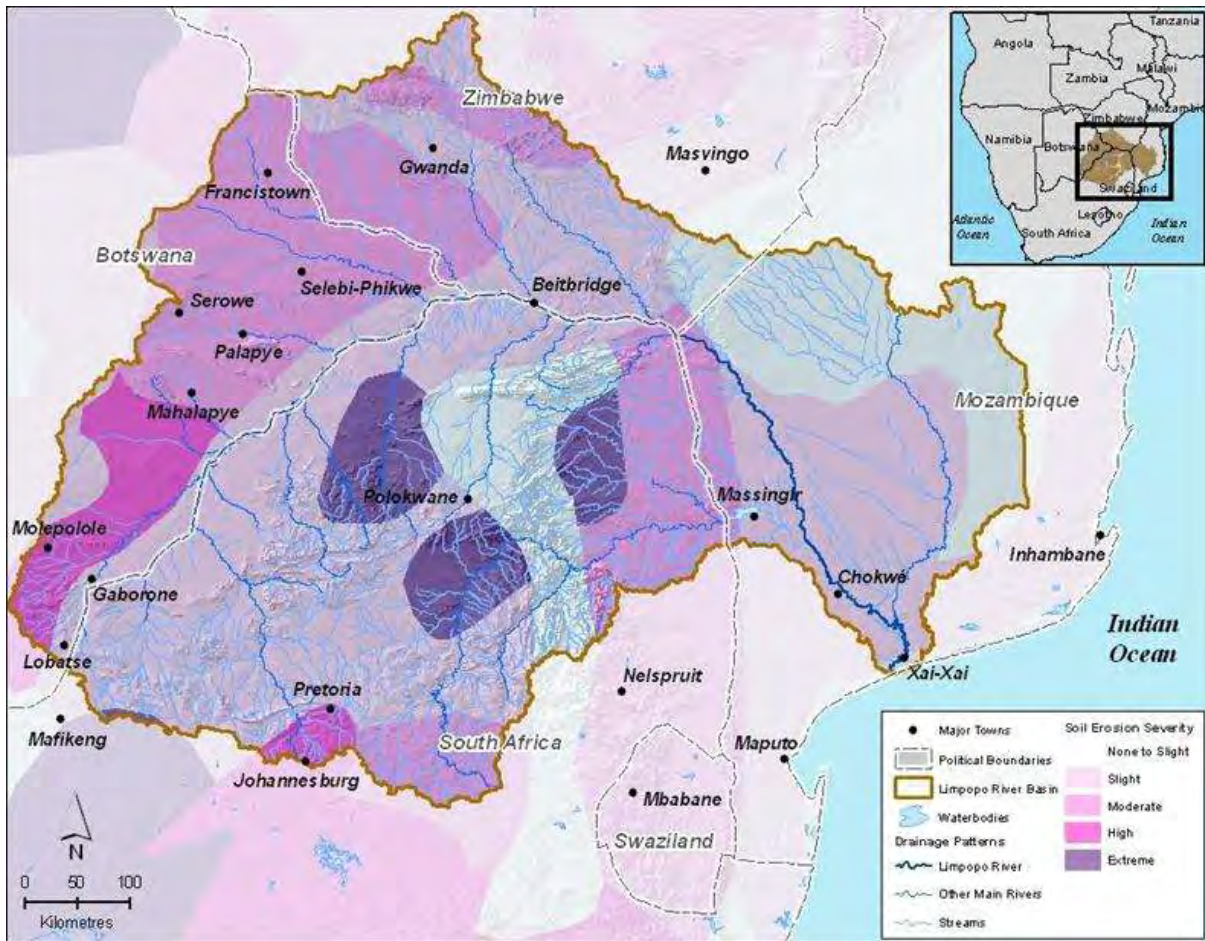 Zimbabwe
Masvingo
Gwanda
Francistown
Botswana
Selebi-Phikwe
Beitbridge
Serowe
Palapye
Mahalapye
Mozambique
Polokwane
Massingir
Molepolole
Inhambane
Gaborone
Chokwé
Lobatse
Xai-Xai
Indian
Ocean
Nelspruit
Pretoria
Mafikeng
South Africa
Johannesburg
Maputo
Mbabane
Swaziland
N
0 50 100
Kilometres
Tanzania
Angola
Malawi
Zambia
Mozambic
Zimbabwe
Namibia
Botswana
Swaziland
Lesotho
South Africa
Atlantic
Ocean
Indian
Ocean
Major Towns
Political Boundaries
Limpopo River Basin
Waterbodies
Drainage Patterns
Limpopo River
Other Main Rivers
Streams
Soil Erosion Severity
None to Slight
Slight
Moderate
High
Extreme